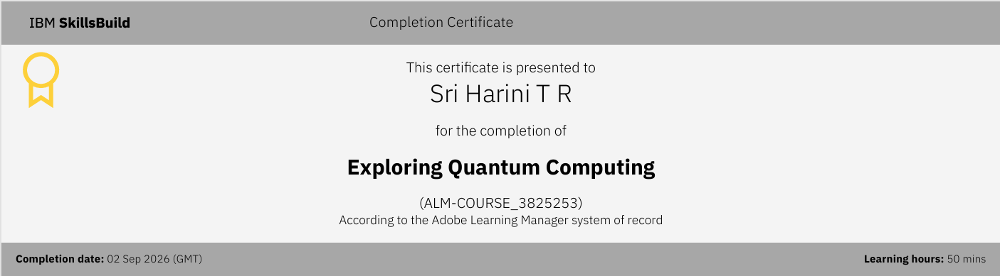 IBM SkillsBuild
Completion Certificate
This certificate is presented to
Sri Harini T R
for the completion of
Exploring Quantum Computing
(ALM-COURSE_3825253)
According to the Adobe Learning Manager system of record
Completion date: 02 Sep 2026 (GMT)
Learning hours: 50 mins